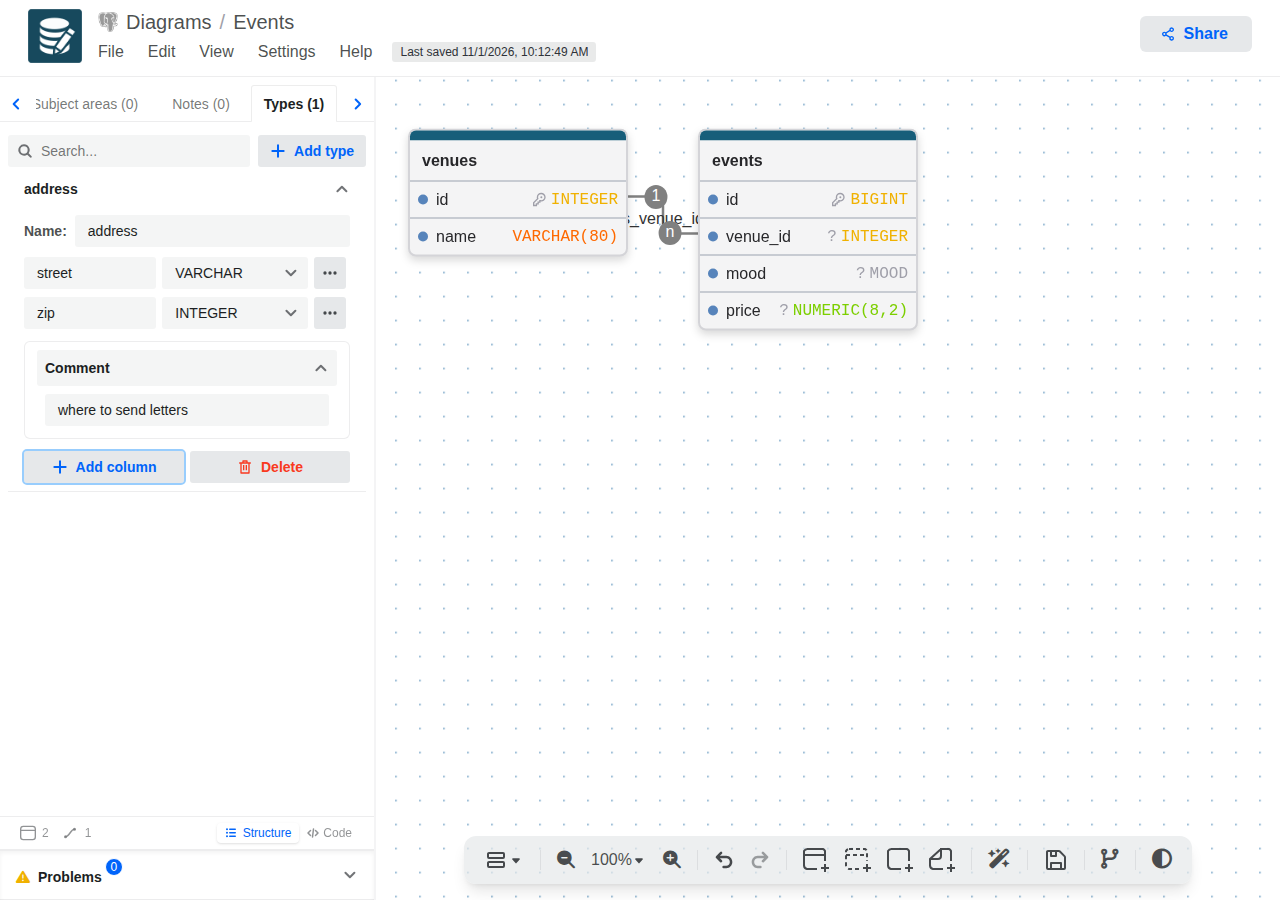 Diagrams / Events
File Edit View Settings Help Last saved 11/1/2026, 10:12:49 AM
Share
Subject areas (0) Notes (0) Types (1)
Search... Add type
address
Name: address
street VARCHAR
zip INTEGER
Comment
where to send letters
Add column Delete
venues
id INTEGER
name VARCHAR(80)
1
s_venue_id
n
events
id BIGINT
venue_id ? INTEGER
mood ? MOOD
price ? NUMERIC(8,2)
2 1 Structure Code
Problems 0
100%